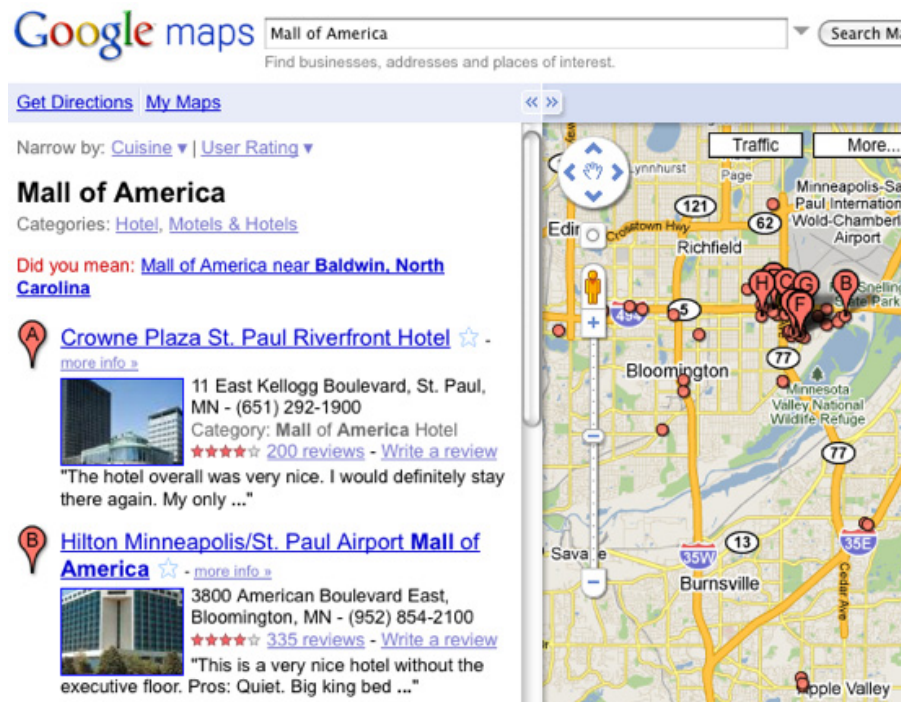 Google maps
Mall of America
Search Ma
Find businesses, addresses and places of interest.
Get Directions My Maps
« »
Narrow by: Cuisine ▼ | User Rating ▼
Mall of America
Categories: Hotel, Motels & Hotels
Did you mean: Mall of America near Baldwin, North
Carolina
A
Crowne Plaza St. Paul Riverfront Hotel ☆ -
more info »
11 East Kellogg Boulevard, St. Paul,
MN - (651) 292-1900
Category: Mall of America Hotel
200 reviews - Write a review
"The hotel overall was very nice. I would definitely stay
there again. My only ..."
B
Hilton Minneapolis/St. Paul Airport Mall of
America ☆ - more info »
3800 American Boulevard East,
Bloomington, MN - (952) 854-2100
335 reviews - Write a review
"This is a very nice hotel without the
executive floor. Pros: Quiet. Big king bed ..."
Traffic
More...
Lynnhurst
Page
Minneapolis-Sa
Paul Internation
Wold-Chamberl
Airport
121
62
Edin
Crosstown Hwy
Richfield
H
C
G
F
B
Snelling
State Park
494
5
77
Bloomington
Minnesota
Valley National
Wildlife Refuge
77
13
35W
35E
Savage
Burnsville
Cedar Ave
Apple Valley